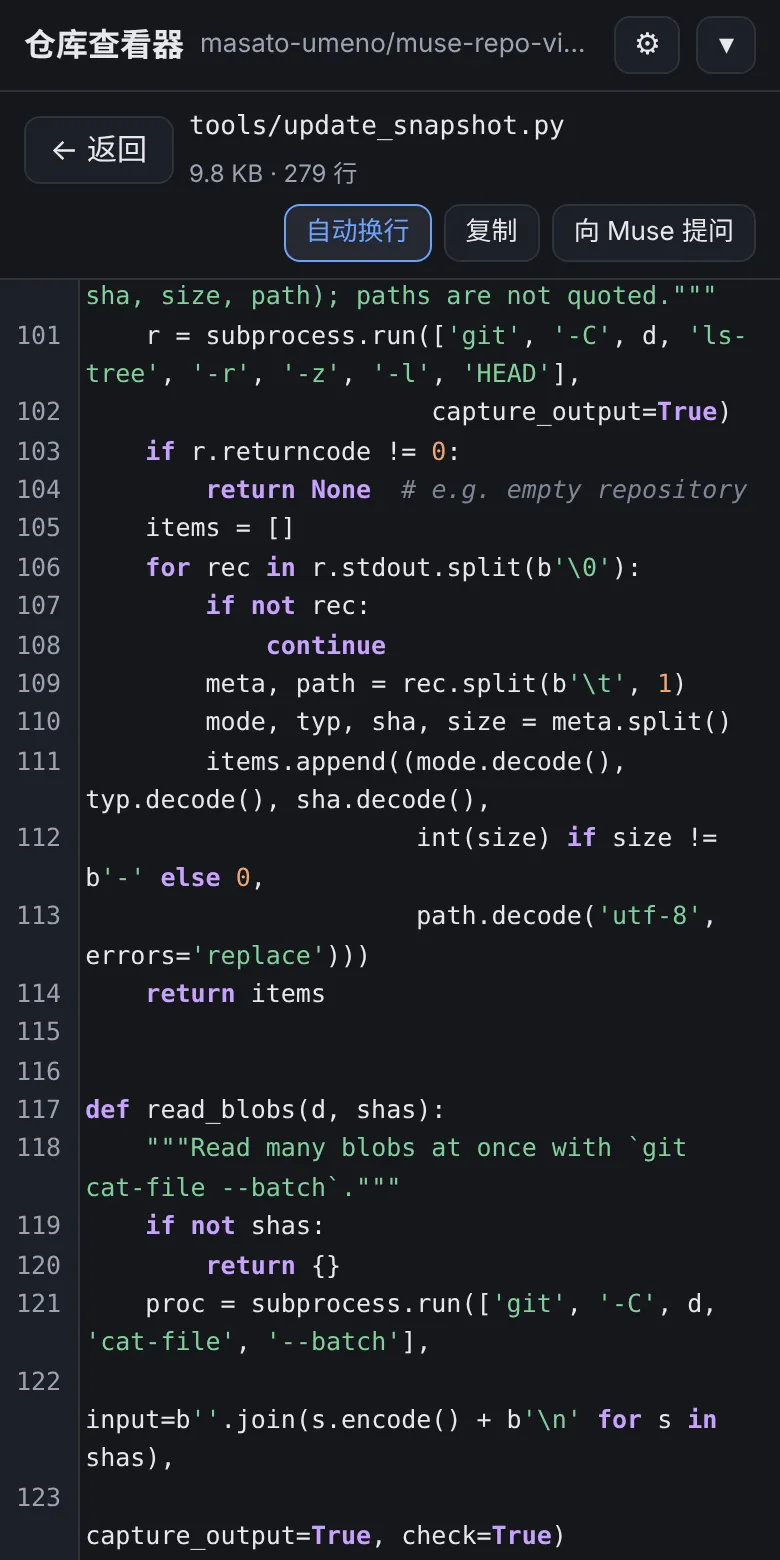 仓库查看器 masato-umeno/muse-repo-vi... ⚙ ▼
← 返回 tools/update_snapshot.py
9.8 KB · 279 行
自动换行 复制 向 Muse 提问
sha, size, path); paths are not quoted."""
101     r = subprocess.run(['git', '-C', d, 'ls-
tree', '-r', '-z', '-l', 'HEAD'],
102                        capture_output=True)
103     if r.returncode != 0:
104         return None  # e.g. empty repository
105     items = []
106     for rec in r.stdout.split(b'\0'):
107         if not rec:
108             continue
109         meta, path = rec.split(b'\t', 1)
110         mode, typ, sha, size = meta.split()
111         items.append((mode.decode(),
typ.decode(), sha.decode(),
112                       int(size) if size !=
b'-' else 0,
113                       path.decode('utf-8',
errors='replace')))
114     return items
115
116
117 def read_blobs(d, shas):
118     """Read many blobs at once with `git
cat-file --batch`."""
119     if not shas:
120         return {}
121     proc = subprocess.run(['git', '-C', d,
'cat-file', '--batch'],
122
input=b''.join(s.encode() + b'\n' for s in
shas),
123
capture_output=True, check=True)